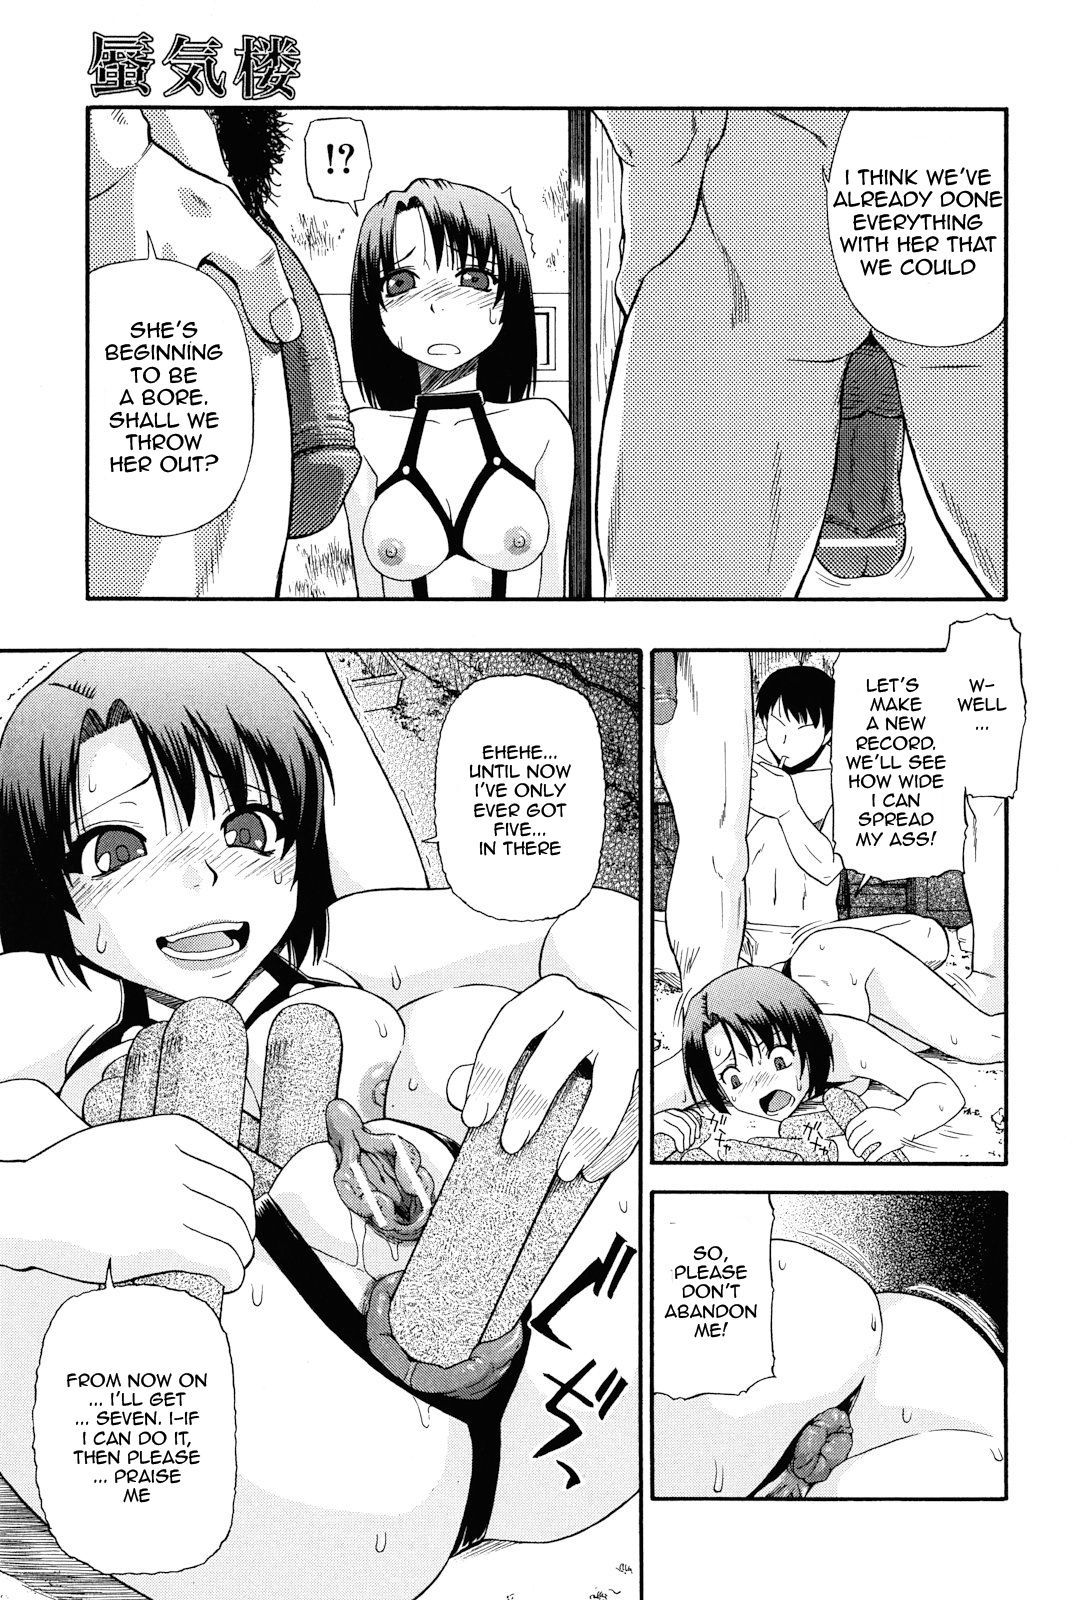 蜃気楼
I THINK WE'VE
ALREADY DONE
EVERYTHING
WITH HER THAT
WE COULD
!?
SHE'S
BEGINNING
TO BE
A BORE.
SHALL WE
THROW
HER OUT?
W-
WELL
...
LET'S
MAKE
A NEW
RECORD.
WE'LL SEE
HOW WIDE
I CAN
SPREAD
MY ASS!
SO,
PLEASE
DON'T
ABANDON
ME!
EHEHE...
UNTIL NOW
I'VE ONLY
EVER GOT
FIVE...
IN THERE
FROM NOW ON
... I'LL GET
... SEVEN. I-IF
I CAN DO IT,
THEN PLEASE
... PRAISE
ME